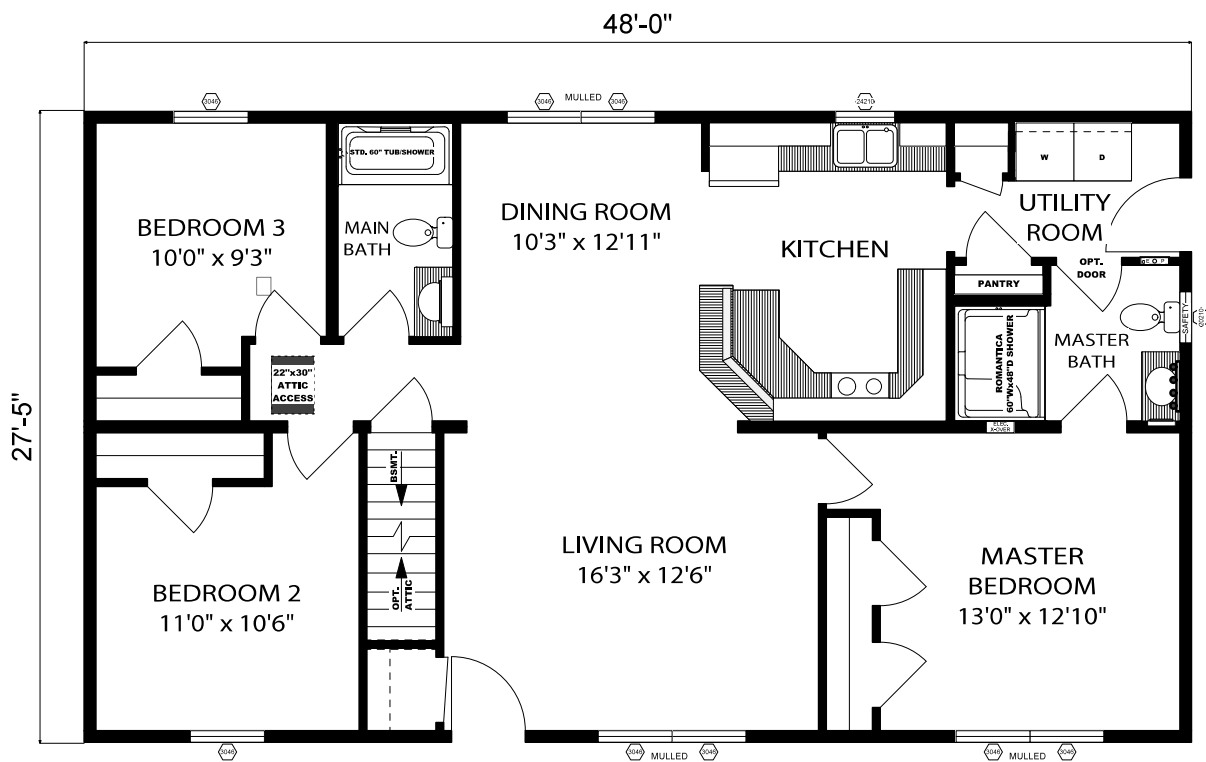 48'-0"
3046
3046
MULLED
3046
24210
27'-5"
STD. 60" TUB/SHOWER
W
D
BEDROOM 3
10'0" x 9'3"
MAIN
BATH
DINING ROOM
10'3" x 12'11"
KITCHEN
UTILITY
ROOM
OPT.
DOOR
PANTRY
SAFETY
MASTER
BATH
ROMANTICA
60"Wx48"D SHOWER
22"x30"
ATTIC
ACCESS
ELEC.
X-OVER
BSMT.
OPT.
ATTIC
BEDROOM 2
11'0" x 10'6"
LIVING ROOM
16'3" x 12'6"
MASTER
BEDROOM
13'0" x 12'10"
3046
3046
MULLED
3046
3046
MULLED
3046